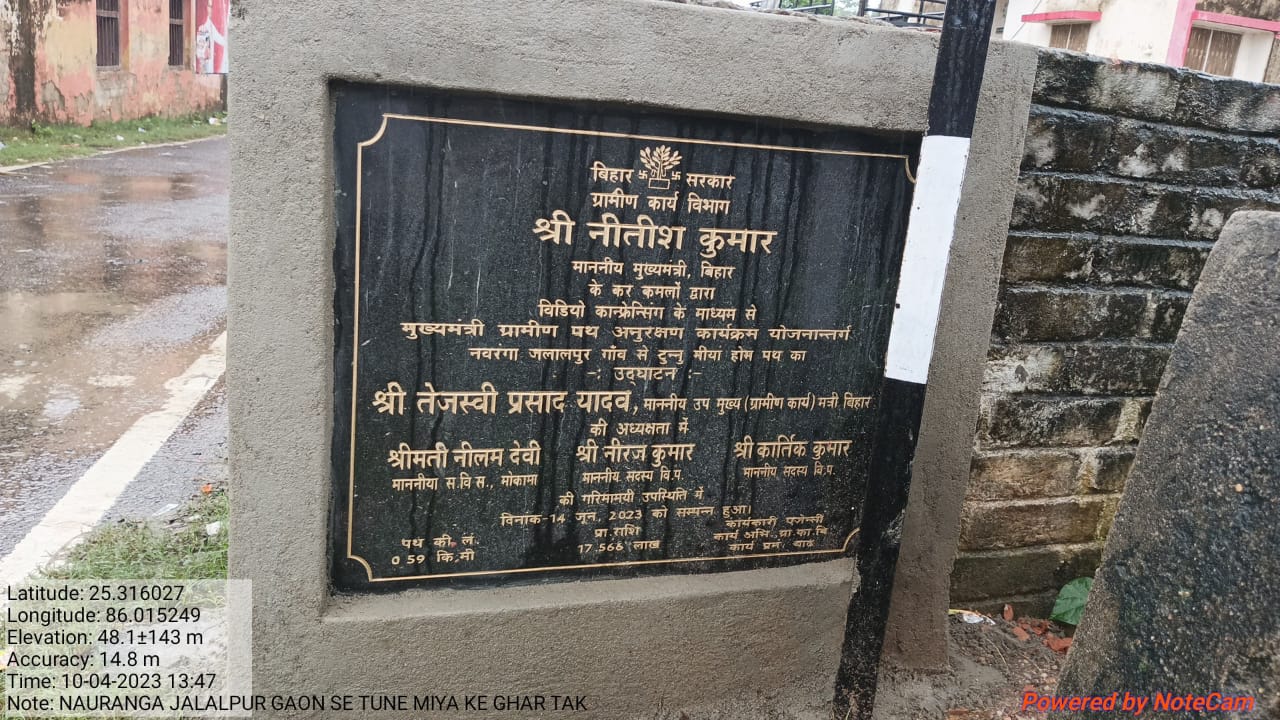 बिहार सरकार
ग्रामीण कार्य विभाग
श्री नीतीश कुमार
माननीय मुख्यमंत्री, बिहार
के कर कमलों द्वारा
विडियो कान्फ्रेन्सिंग के माध्यम से
मुख्यमंत्री ग्रामीण पथ अनुरक्षण कार्यक्रम योजनान्तर्ग
नवरंगा जलालपुर गाँव से टुन्नु मीयां होम पथ का
-: उद्घाटन :-
श्री तेजस्वी प्रसाद यादव, माननीय उप मुख्य (ग्रामीण कार्य) मंत्री बिहार
की अध्यक्षता में
श्रीमती नीलम देवी श्री नीरज कुमार श्री कार्तिक कुमार
माननीया स.वि स., मोकामा माननीय सदस्य वि.प. माननीय सदस्य वि.प.
की गरिमामयी उपस्थिति में
दिनांक-14 जून, 2023 को सम्पन्न हुआ।
पथ की लं. प्रा.राशि कार्यकारी एजेन्सी
0 59 कि.मी 17.566 लाख कार्य अभि., ग्रा.का.वि
कार्य प्रमं. बाढ़
Latitude: 25.316027
Longitude: 86.015249
Elevation: 48.1±143 m
Accuracy: 14.8 m
Time: 10-04-2023 13:47
Note: NAURANGA JALALPUR GAON SE TUNE MIYA KE GHAR TAK
Powered by NoteCam